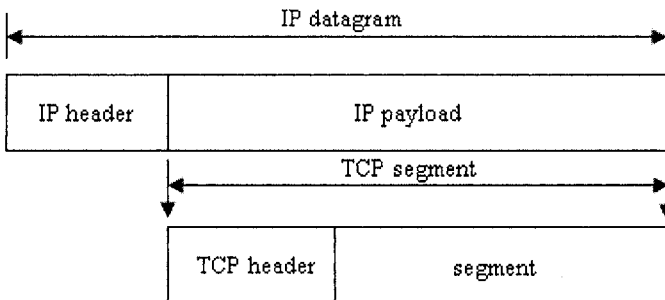 IP datagram
IP header
IP payload
TCP segment
TCP header
segment